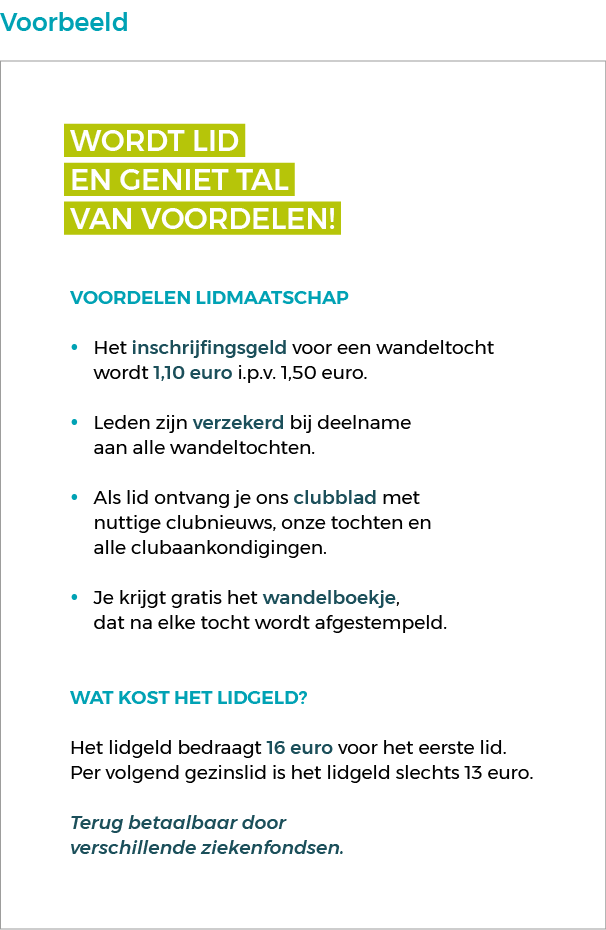 Voorbeeld
WORDT LID
EN GENIET TAL
VAN VOORDELEN!
VOORDELEN LIDMAATSCHAP
• Het inschrijfingsgeld voor een wandeltocht
wordt 1,10 euro i.p.v. 1,50 euro.
• Leden zijn verzekerd bij deelname
aan alle wandeltochten.
• Als lid ontvang je ons clubblad met
nuttige clubnieuws, onze tochten en
alle clubaankondigingen.
• Je krijgt gratis het wandelboekje,
dat na elke tocht wordt afgestempeld.
WAT KOST HET LIDGELD?
Het lidgeld bedraagt 16 euro voor het eerste lid.
Per volgend gezinslid is het lidgeld slechts 13 euro.
Terug betaalbaar door
verschillende ziekenfondsen.